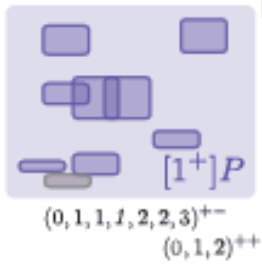 [1⁺]P
(0, 1, 1, 1, 2, 2, 3)⁺⁻
(0, 1, 2)⁺⁺